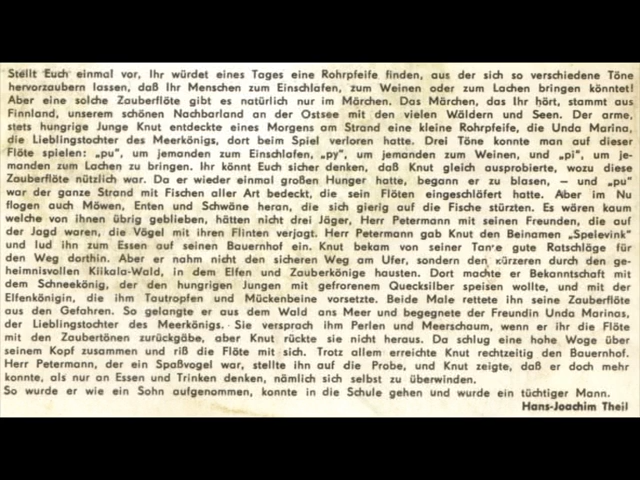 Stellt Euch einmal vor, Ihr würdet eines Tages eine Rohrpfeife finden, aus der sich so verschiedene Töne
hervorzaubern lassen, daß Ihr Menschen zum Einschlafen, zum Weinen oder zum Lachen bringen könntet!
Aber eine solche Zauberflöte gibt es natürlich nur im Märchen. Das Märchen, das Ihr hört, stammt aus
Finnland, unserem schönen Nachbarland an der Ostsee mit den vielen Wäldern und Seen. Der arme,
stets hungrige Junge Knut entdeckte eines Morgens am Strand eine kleine Rohrpfeife, die Unda Marina,
die Lieblingstochter des Meerkönigs, dort beim Spiel verloren hatte. Drei Töne konnte man auf dieser
Flöte spielen: „pu", um jemanden zum Einschlafen, „py", um jemanden zum Weinen, und „pi", um je-
manden zum Lachen zu bringen. Ihr könnt Euch sicher denken, daß Knut gleich ausprobierte, wozu diese
Zauberflöte nützlich war. Da er wieder einmal großen Hunger hatte, begann er zu blasen, — und „pu"
war der ganze Strand mit Fischen aller Art bedeckt, die sein Flöten eingeschläfert hatte. Aber im Nu
flogen auch Möwen, Enten und Schwäne heran, die sich gierig auf die Fische stürzten. Es wären kaum
welche von ihnen übrig geblieben, hätten nicht drei Jäger, Herr Petermann mit seinen Freunden, die auf
der Jagd waren, die Vögel mit ihren Flinten verjagt. Herr Petermann gab Knut den Beinamen „Spelevink"
und lud ihn zum Essen auf seinen Bauernhof ein. Knut bekam von seiner Tante gute Ratschläge für
den Weg dorthin. Aber er nahm nicht den sicheren Weg am Ufer, sondern den kürzeren durch den ge-
heimnisvollen Klikala-Wald, in dem Elfen und Zauberkönige hausten. Dort machte er Bekanntschaft mit
dem Schneekönig, der den hungrigen Jungen mit gefrorenem Quecksilber speisen wollte, und mit der
Elfenkönigin, die ihm Tautropfen und Mückenbeine vorsetzte. Beide Male rettete ihn seine Zauberflöte
aus den Gefahren. So gelangte er aus dem Wald ans Meer und begegnete der Freundin Unda Marinas,
der Lieblingstochter des Meerkönigs. Sie versprach ihm Perlen und Meerschaum, wenn er ihr die Flöte
mit den Zaubertönen zurückgäbe, aber Knut rückte sie nicht heraus. Da schlug eine hohe Woge über
seinem Kopf zusammen und riß die Flöte mit sich. Trotz allem erreichte Knut rechtzeitig den Bauernhof.
Herr Petermann, der ein Spaßvogel war, stellte ihn auf die Probe, und Knut zeigte, daß er doch mehr
konnte, als nur an Essen und Trinken denken, nämlich sich selbst zu überwinden.
So wurde er wie ein Sohn aufgenommen, konnte in die Schule gehen und wurde ein tüchtiger Mann.
Hans-Joachim Theil